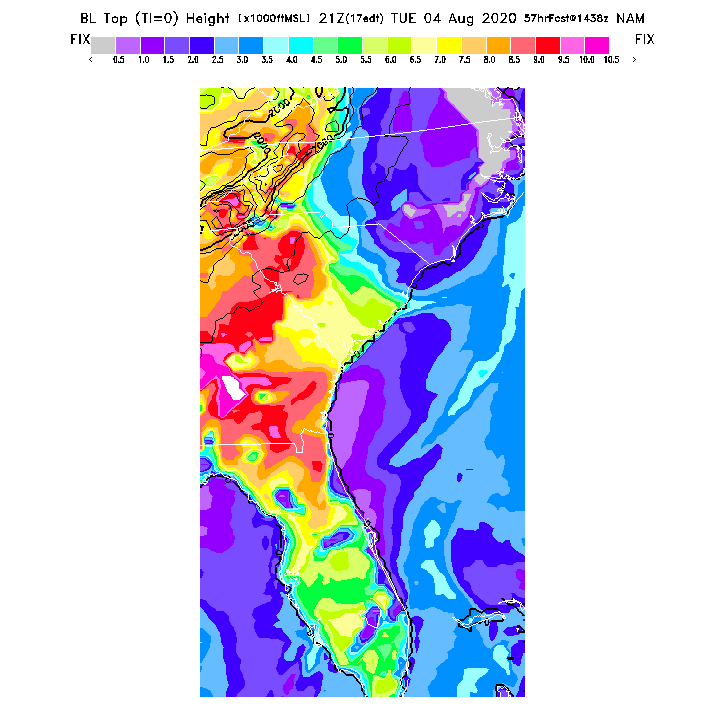 BL Top (TI=0) Height [x1000ftMSL] 21Z(17edt) TUE 04 Aug 2020 57hrFcst@1438z NAM
FIX FIX
< 0.5 1.0 1.5 2.0 2.5 3.0 3.5 4.0 4.5 5.0 5.5 6.0 6.5 7.0 7.5 8.0 8.5 9.0 9.5 10.0 10.5 >
2000
2000